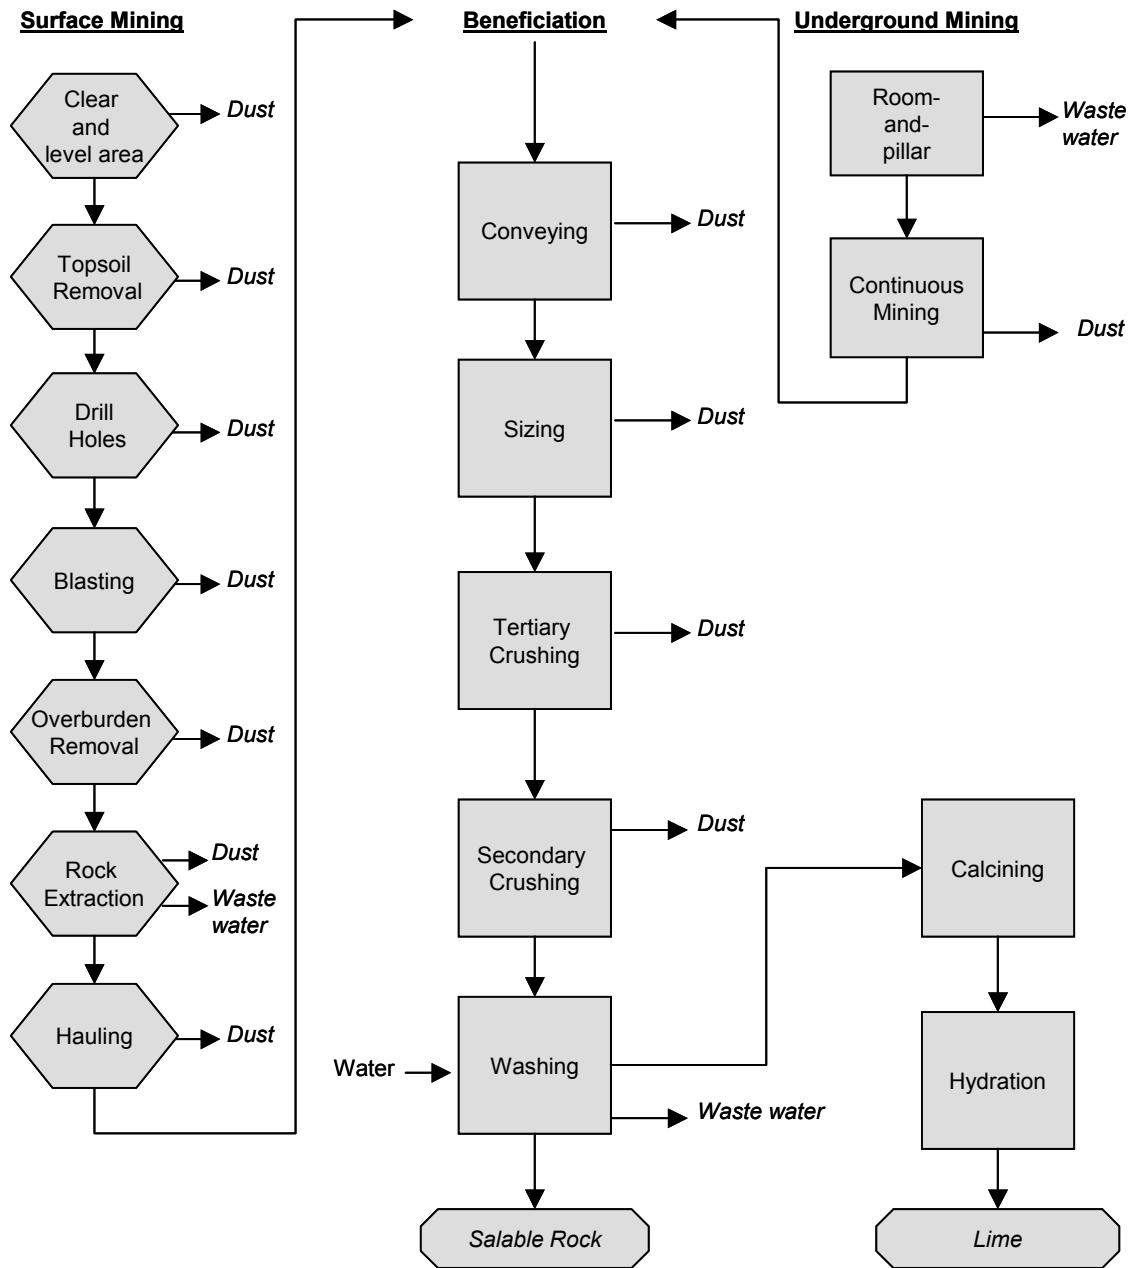 Surface Mining
Clear
and
level area
Dust
Topsoil
Removal
Dust
Drill
Holes
Dust
Blasting
Dust
Overburden
Removal
Dust
Rock
Extraction
Dust
Waste
water
Hauling
Dust
Beneficiation
Conveying
Dust
Sizing
Dust
Tertiary
Crushing
Dust
Secondary
Crushing
Dust
Water
Washing
Waste water
Salable Rock
Underground Mining
Room-
and-
pillar
Waste
water
Continuous
Mining
Dust
Calcining
Hydration
Lime